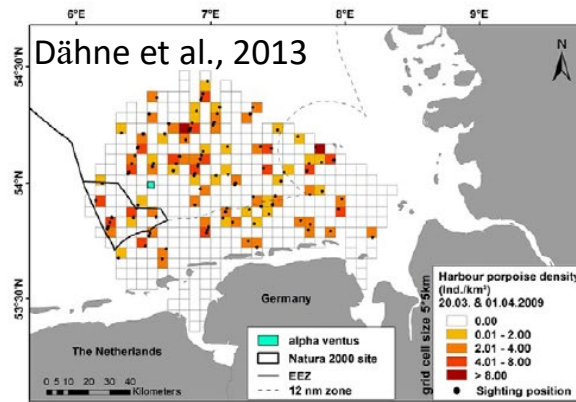 6°E 7°E 8°E 9°E
Dähne et al., 2013
N
54°30'N
54°N
53°30'N
Germany
The Netherlands
0 5 10 20 30 40
Kilometers
alpha ventus
Natura 2000 site
EEZ
12 nm zone
grid cell size 5*5km
Harbour porpoise density
(Ind./km²)
20.03. & 01.04.2009
0.00
0.01 - 2.00
2.01 - 4.00
4.01 - 8.00
> 8.00
Sighting position